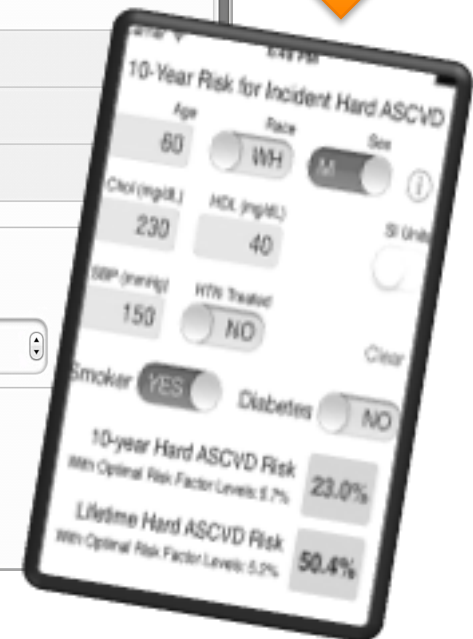 6:49 PM
10-Year Risk for Incident Hard ASCVD
Age Race Sex
60 WH M i
Chol (mg/dL) HDL (mg/dL) SI Units
230 40
SBP (mmHg) HTN Treated
150 NO
Clear
Smoker YES Diabetes NO
10-year Hard ASCVD Risk 23.0%
With Optimal Risk Factor Levels: 5.7%
Lifetime Hard ASCVD Risk 50.4%
With Optimal Risk Factor Levels: